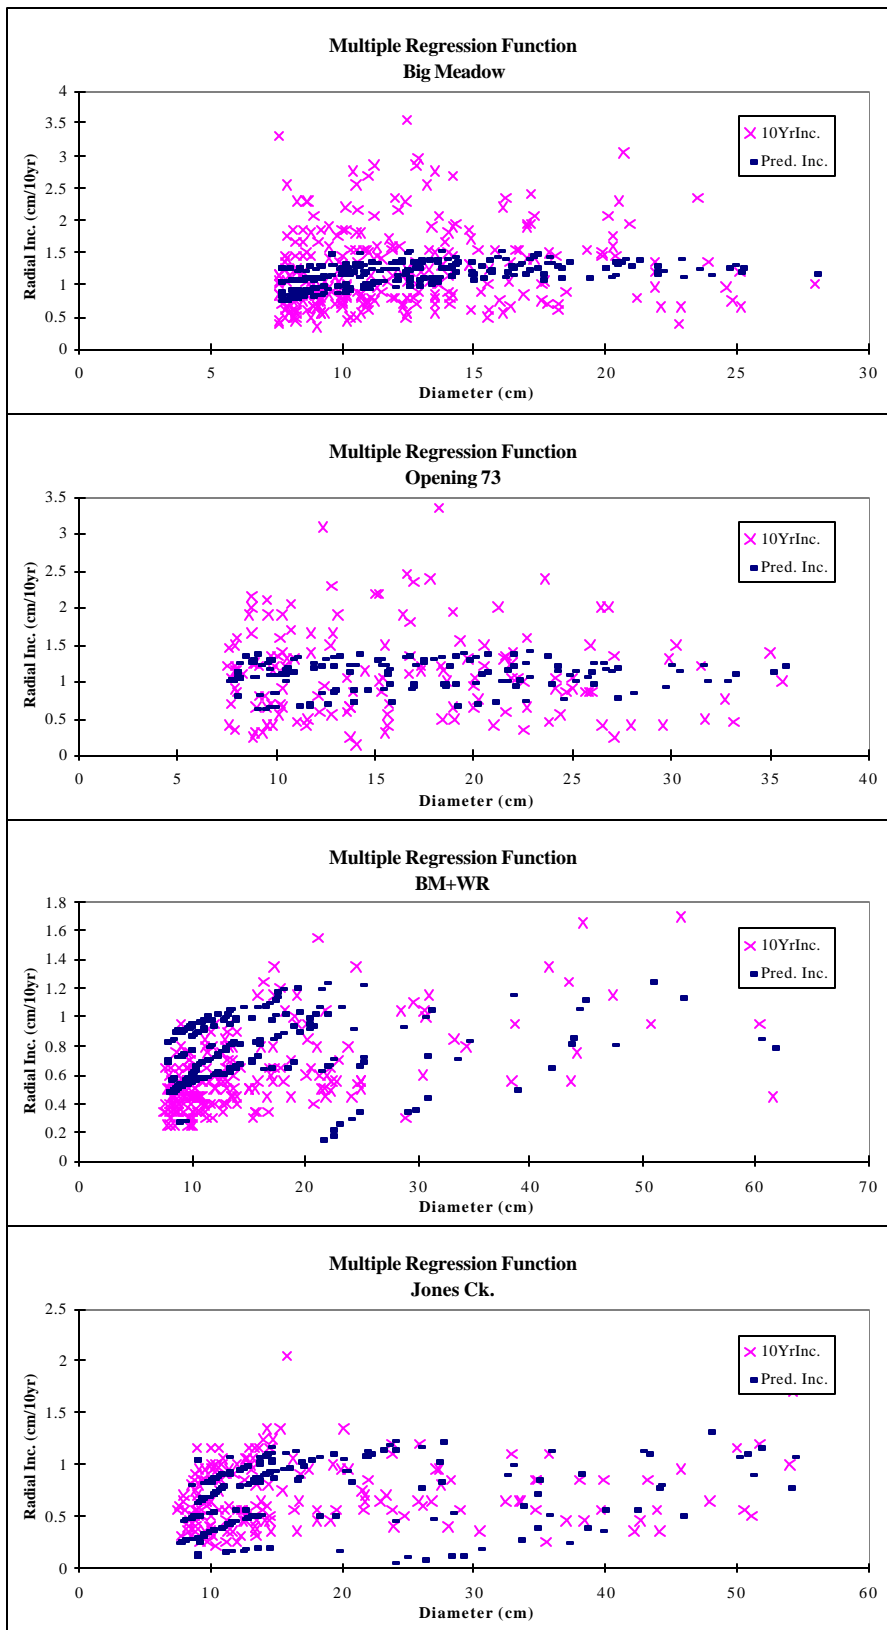 Multiple Regression Function
Big Meadow
4
3.5
3
2.5
2
1.5
1
0.5
0
Radial Inc. (cm/10yr)
10YrInc.
Pred. Inc.
0 5 10 15 20 25 30
Diameter (cm)
Multiple Regression Function
Opening 73
3.5
3
2.5
2
1.5
1
0.5
0
Radial Inc. (cm/10yr)
10YrInc.
Pred. Inc.
0 5 10 15 20 25 30 35 40
Diameter (cm)
Multiple Regression Function
BM+WR
1.8
1.6
1.4
1.2
1
0.8
0.6
0.4
0.2
0
Radial Inc. (cm/10yr)
10YrInc.
Pred. Inc.
0 10 20 30 40 50 60 70
Diameter (cm)
Multiple Regression Function
Jones Ck.
2.5
2
1.5
1
0.5
0
Radial Inc. (cm/10yr)
10YrInc.
Pred. Inc.
0 10 20 30 40 50 60
Diameter (cm)